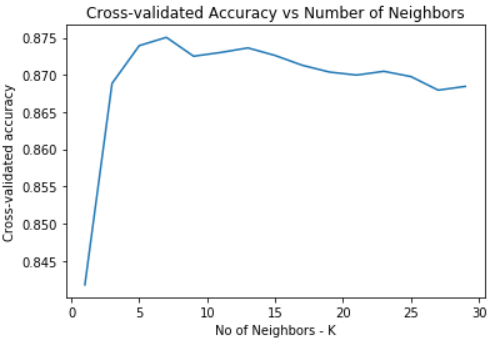 Cross-validated Accuracy vs Number of Neighbors
Cross-validated accuracy
0.875
0.870
0.865
0.860
0.855
0.850
0.845
0 5 10 15 20 25 30
No of Neighbors - K